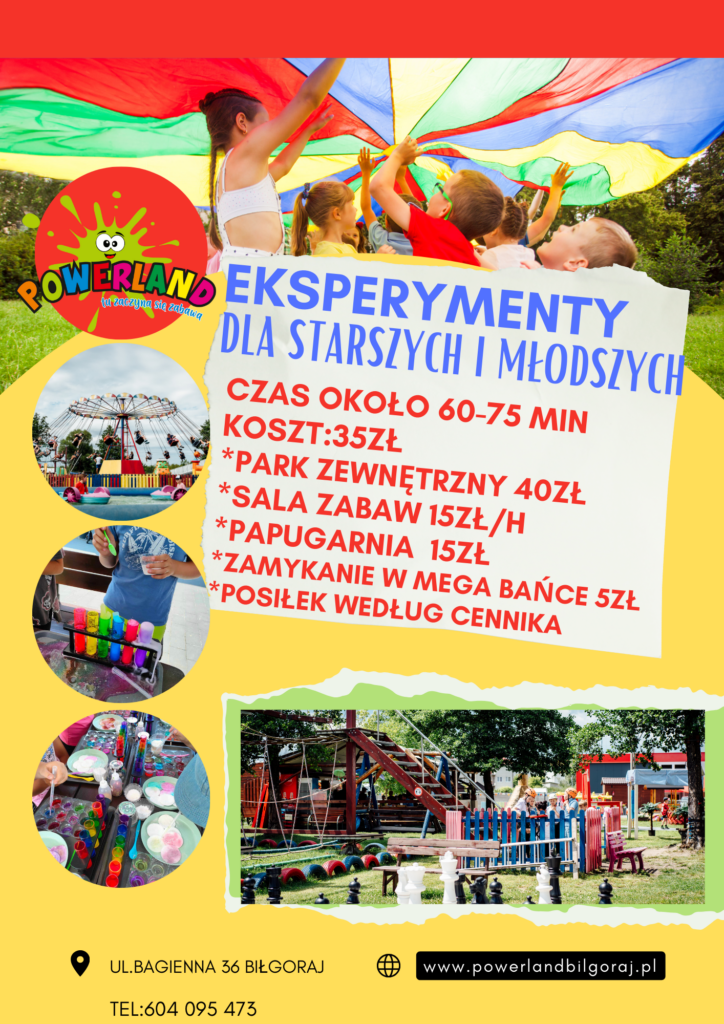 POWERLAND
tu zaczyna się zabawa
EKSPERYMENTY
DLA STARSZYCH I MŁODSZYCH
CZAS OKOŁO 60-75 MIN
KOSZT:35ZŁ
*PARK ZEWNĘTRZNY 40ZŁ
*SALA ZABAW 15ZŁ/H
*PAPUGARNIA 15ZŁ
*ZAMYKANIE W MEGA BAŃCE 5ZŁ
*POSIŁEK WEDŁUG CENNIKA
UL.BAGIENNA 36 BIŁGORAJ
www.powerlandbilgoraj.pl
TEL:604 095 473